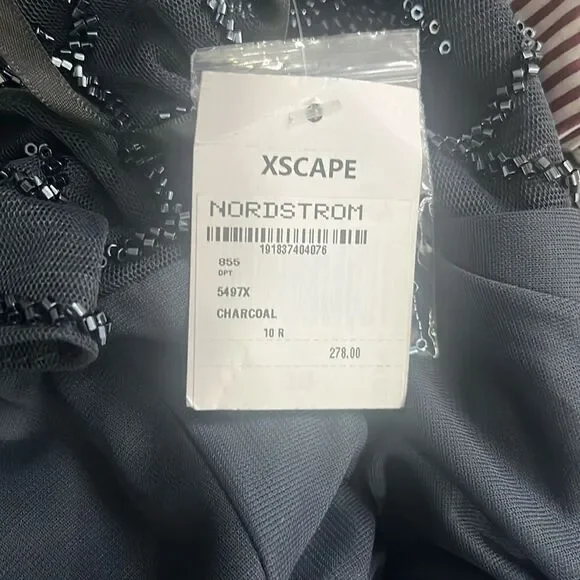 XSCAPE
NORDSTROM
191837404076
855
DPT
5497X
CHARCOAL
10 R
278.00